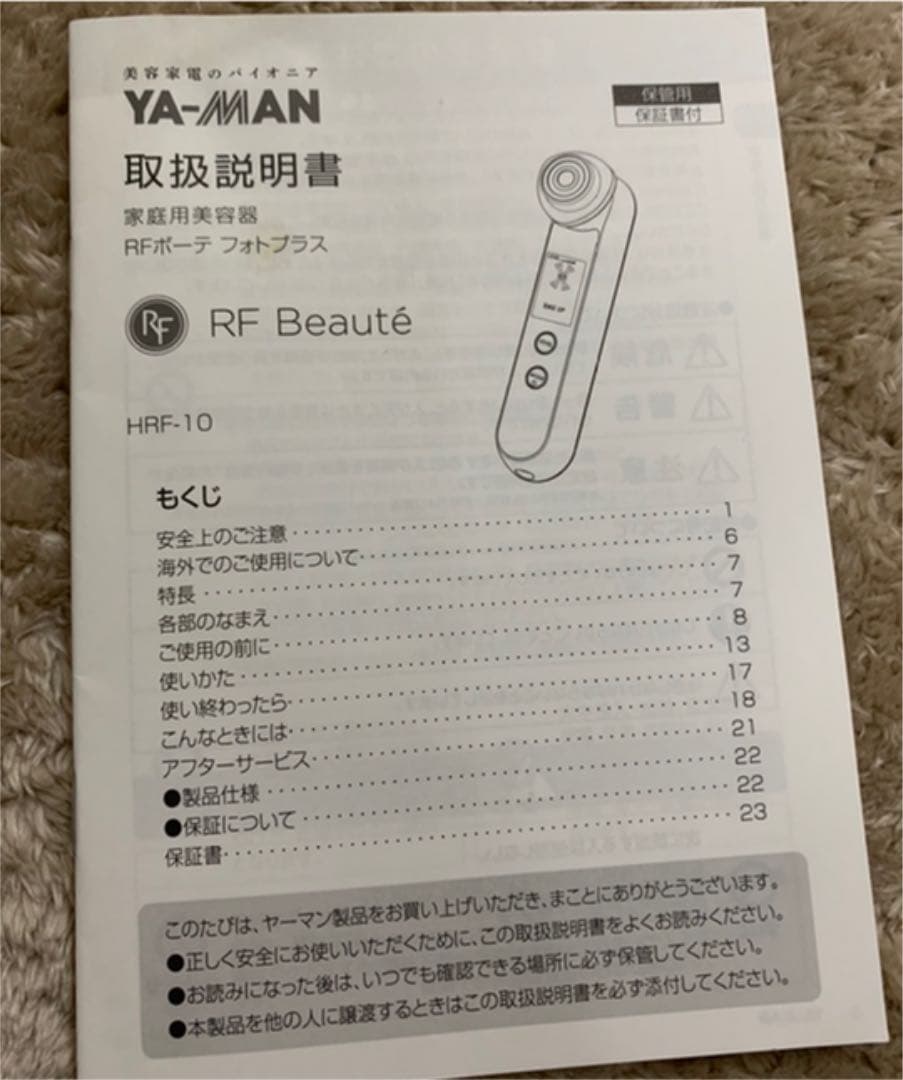 美容家電のパイオニア
YA-MAN
保管用
保証書付
取扱説明書
家庭用美容器
RFボーテ フォトプラス
RF RF Beauté
HRF-10
もくじ
安全上のご注意 1
海外でのご使用について 6
特長 7
各部のなまえ 7
ご使用の前に 8
使いかた 13
使い終わったら 17
こんなときには 18
アフターサービス 21
●製品仕様 22
●保証について 22
保証書 23
このたびは、ヤーマン製品をお買い上げいただき、まことにありがとうございます。
●正しく安全にお使いいただくために、この取扱説明書をよくお読みください。
●お読みになった後は、いつでも確認できる場所に必ず保管してください。
●本製品を他の人に譲渡するときはこの取扱説明書を必ず添付してください。